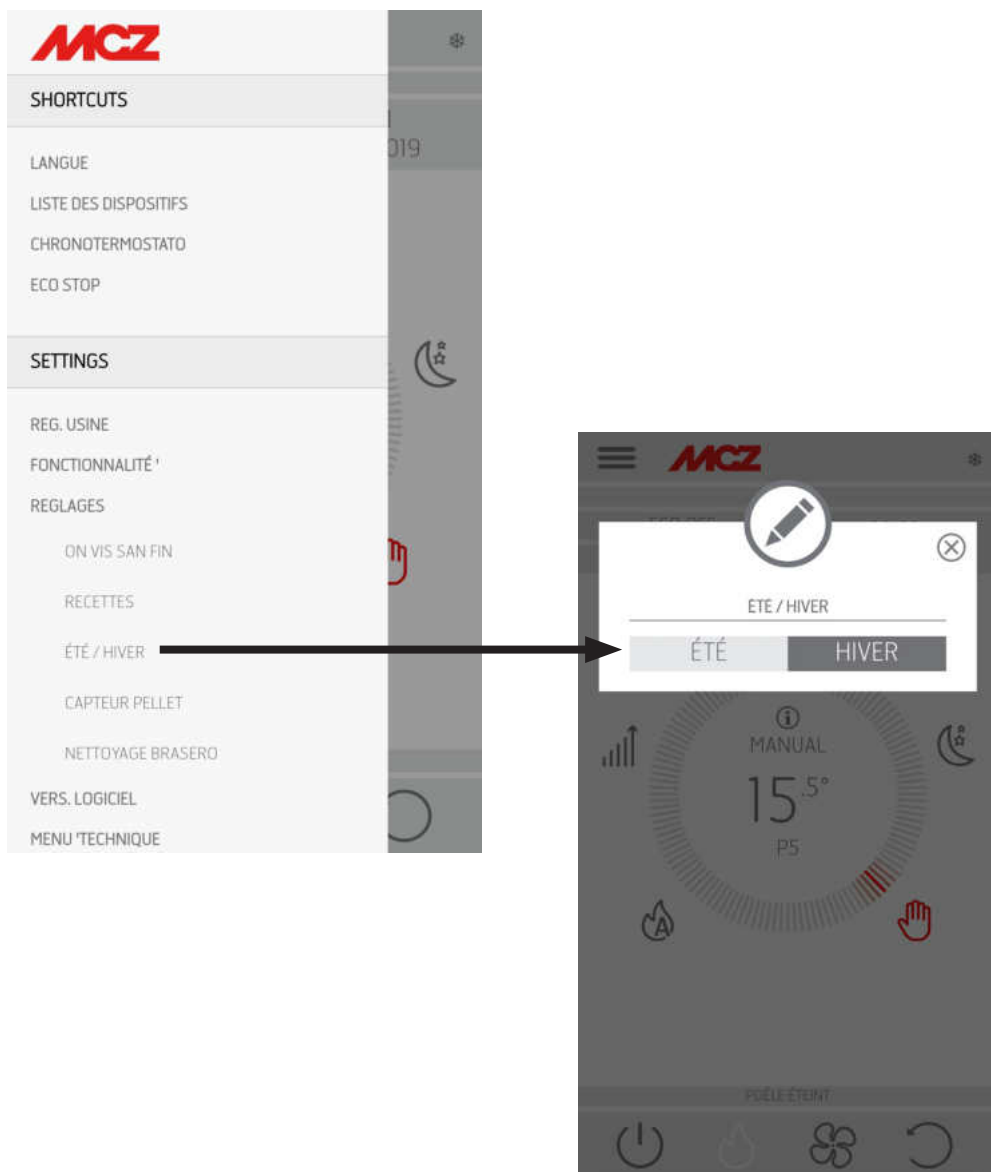 MCZ
SHORTCUTS
019
LANGUE
LISTE DES DISPOSITIFS
CHRONOTERMOSTATO
ECO STOP
SETTINGS
REG. USINE
FONCTIONNALITÉ '
REGLAGES
ON VIS SAN FIN
RECETTES
ÉTÉ / HIVER
CAPTEUR PELLET
NETTOYAGE BRASERO
VERS. LOGICIEL
MENU 'TECHNIQUE
MCZ
ÉTÉ / HIVER
ÉTÉ HIVER
MANUAL
15.5°
P5
A
POÊLE ÉTEINT